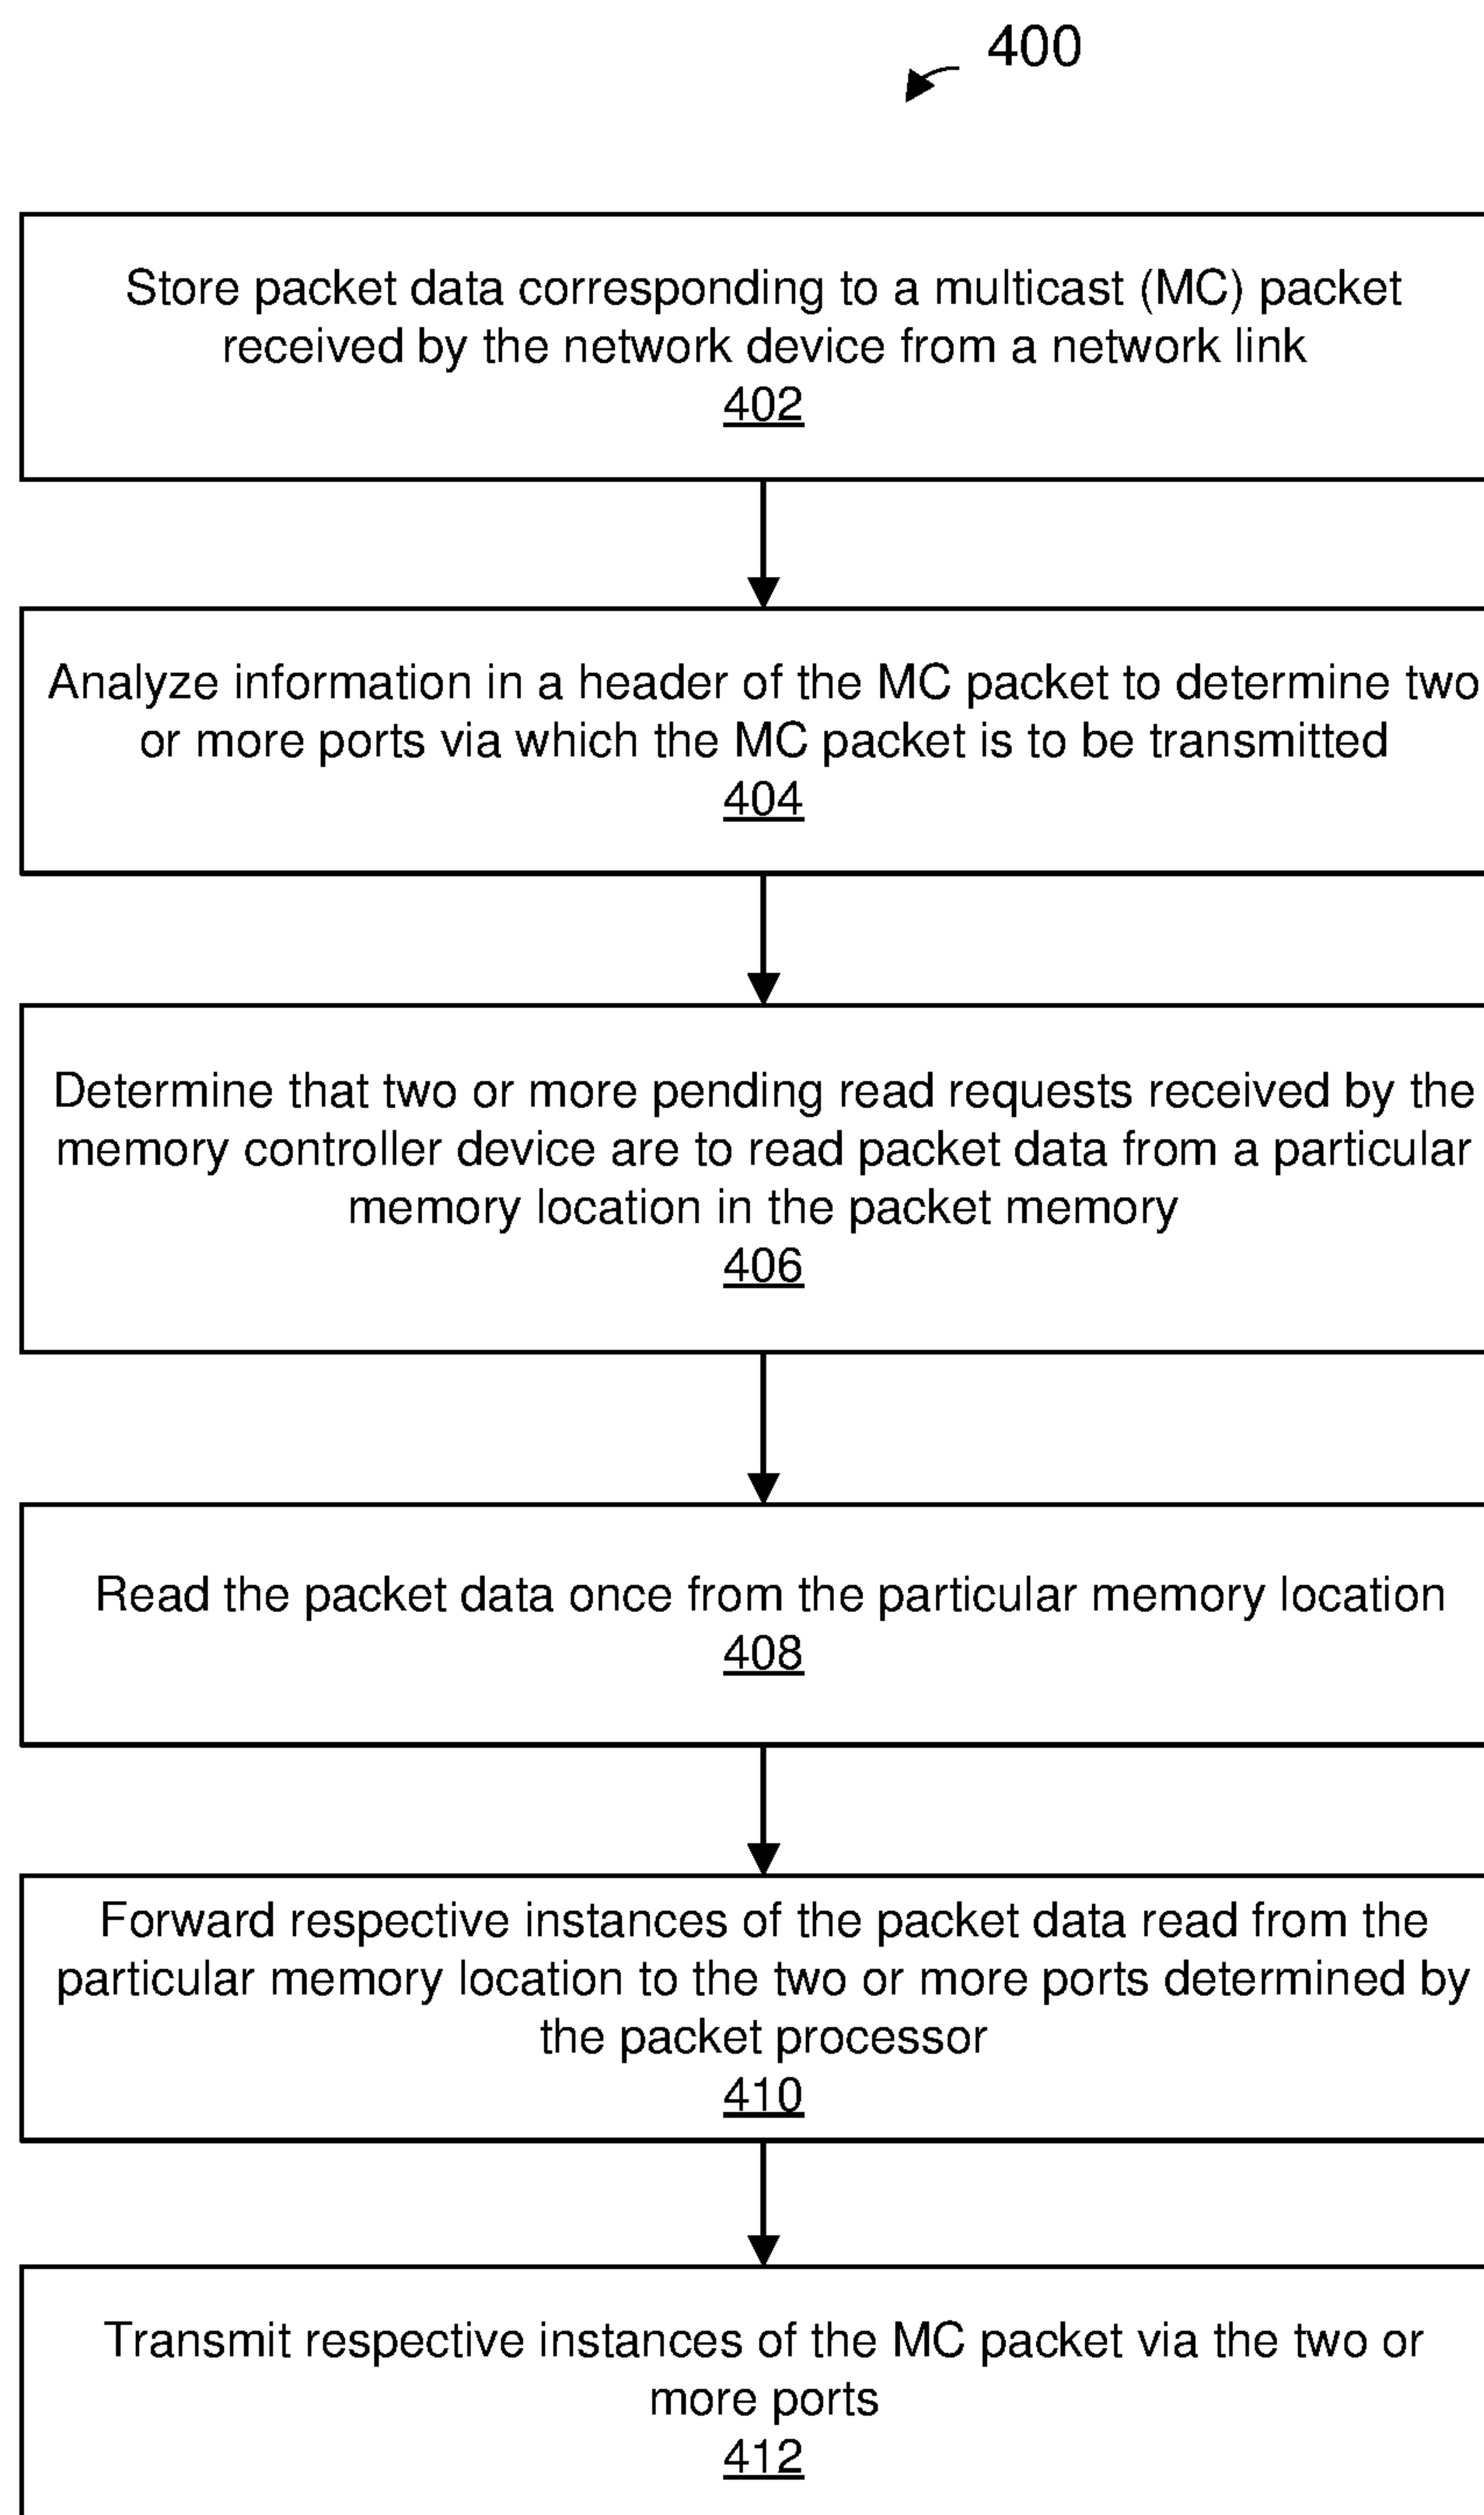 400
Store packet data corresponding to a multicast (MC) packet
received by the network device from a network link
402
Analyze information in a header of the MC packet to determine two
or more ports via which the MC packet is to be transmitted
404
Determine that two or more pending read requests received by the
memory controller device are to read packet data from a particular
memory location in the packet memory
406
Read the packet data once from the particular memory location
408
Forward respective instances of the packet data read from the
particular memory location to the two or more ports determined by
the packet processor
410
Transmit respective instances of the MC packet via the two or
more ports
412